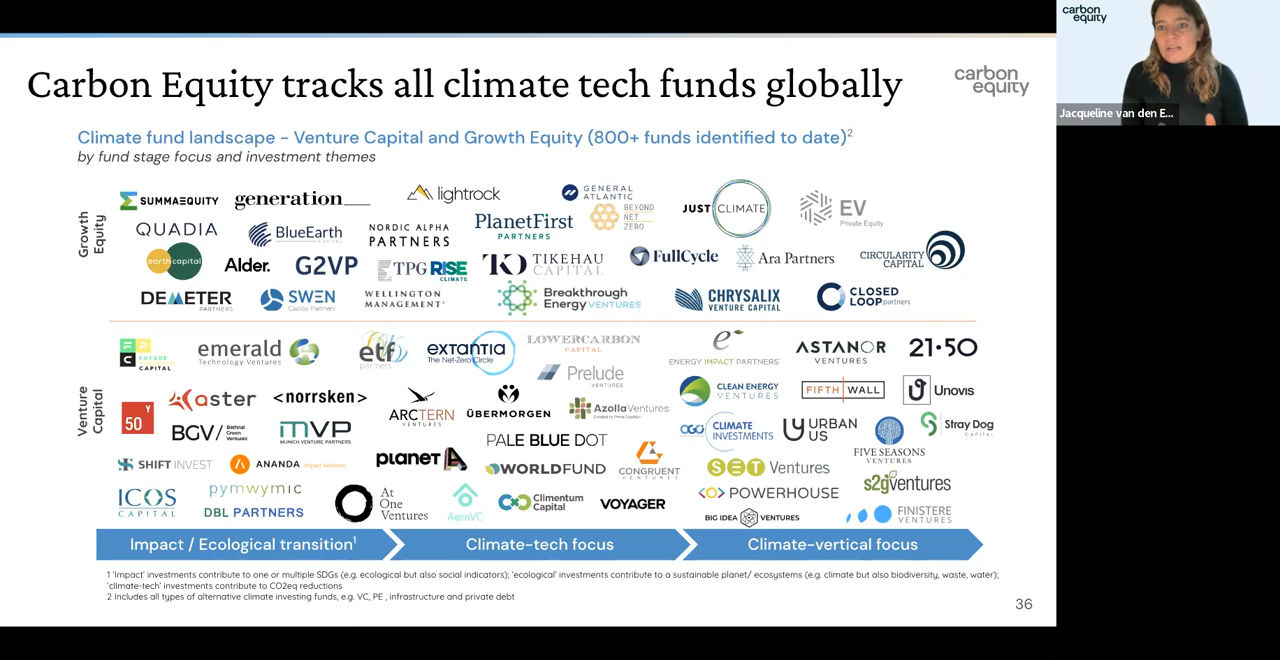 carbon
equity
Jacqueline van den E...
Carbon Equity tracks all climate tech funds globally
carbon
equity
Climate fund landscape - Venture Capital and Growth Equity (800+ funds identified to date)2
by fund stage focus and investment themes
Growth
Equity
SUMMAEQUITY
generation
lightrock
GENERAL
ATLANTIC
BEYOND
NET
ZERO
JUST CLIMATE
EV
Private Equity
QUADIA
BlueEarth
CAPITAL
NORDIC ALPHA
PARTNERS
PlanetFirst
PARTNERS
earthcapital
Alder.
G2VP
TPG RISE
CLIMATE
TIKEHAU
CAPITAL
FullCycle
Ara Partners
CIRCULARITY
CAPITAL
DEMETER
PARTNERS
SWEN
Capital Partners
WELLINGTON
MANAGEMENT
Breakthrough
Energy VENTURES
CHRYSALIX
VENTURE CAPITAL
CLOSED
LOOP partners
Venture
Capital
FUTURE
CAPITAL
emerald
Technology Ventures
etf
partners
extantia
The Net-Zero Circle
LOWERCARBON
CAPITAL
Prelude
VENTURES
ENERGY IMPACT PARTNERS
ASTANOR
VENTURES
21•50
50 Y
aster
<norrsken>
ARCTERN
VENTURES
ÜBERMORGEN
VENTURES
AzollaVentures
CLEAN ENERGY
VENTURES
FIFTH WALL
Unovis
BGV/ Bethnal
Green
Ventures
MVP
MUNICH VENTURE PARTNERS
PALE BLUE DOT
OGCI CLIMATE
INVESTMENTS
URBAN
US
FIVE SEASONS
VENTURES
Stray Dog
CAPITAL
SHIFT INVEST
ANANDA Impact Ventures
PLANET A
WORLDFUND
CONGRUENT
VENTURES
SET Ventures
s2gventures
ICOS
CAPITAL
pymwymic
DBL PARTNERS
At
One
Ventures
AeraVC
Climentum
Capital
VOYAGER
POWERHOUSE
BIG IDEA VENTURES
FINISTERE
VENTURES
Impact / Ecological transition1
Climate-tech focus
Climate-vertical focus
1 'Impact' investments contribute to one or multiple SDGs (e.g. ecological but also social indicators); 'ecological' investments contribute to a sustainable planet/ ecosystems (e.g. climate but also biodiversity, waste, water);
'climate-tech' investments contribute to CO2eq reductions
2 Includes all types of alternative climate investing funds, e.g. VC, PE , infrastructure and private debt
36